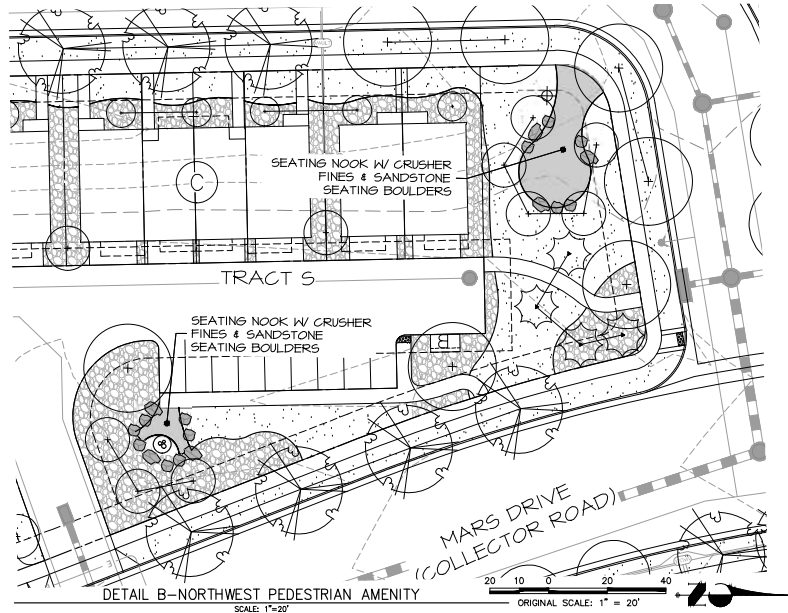 SEATING NOOK W/ CRUSHER
FINES & SANDSTONE
SEATING BOULDERS
C
TRACT S
SEATING NOOK W/ CRUSHER
FINES & SANDSTONE
SEATING BOULDERS
B
MARS DRIVE
(COLLECTOR ROAD)
DETAIL B–NORTHWEST PEDESTRIAN AMENITY
SCALE: 1"=20'
20 10 0 20 40
ORIGINAL SCALE: 1" = 20'